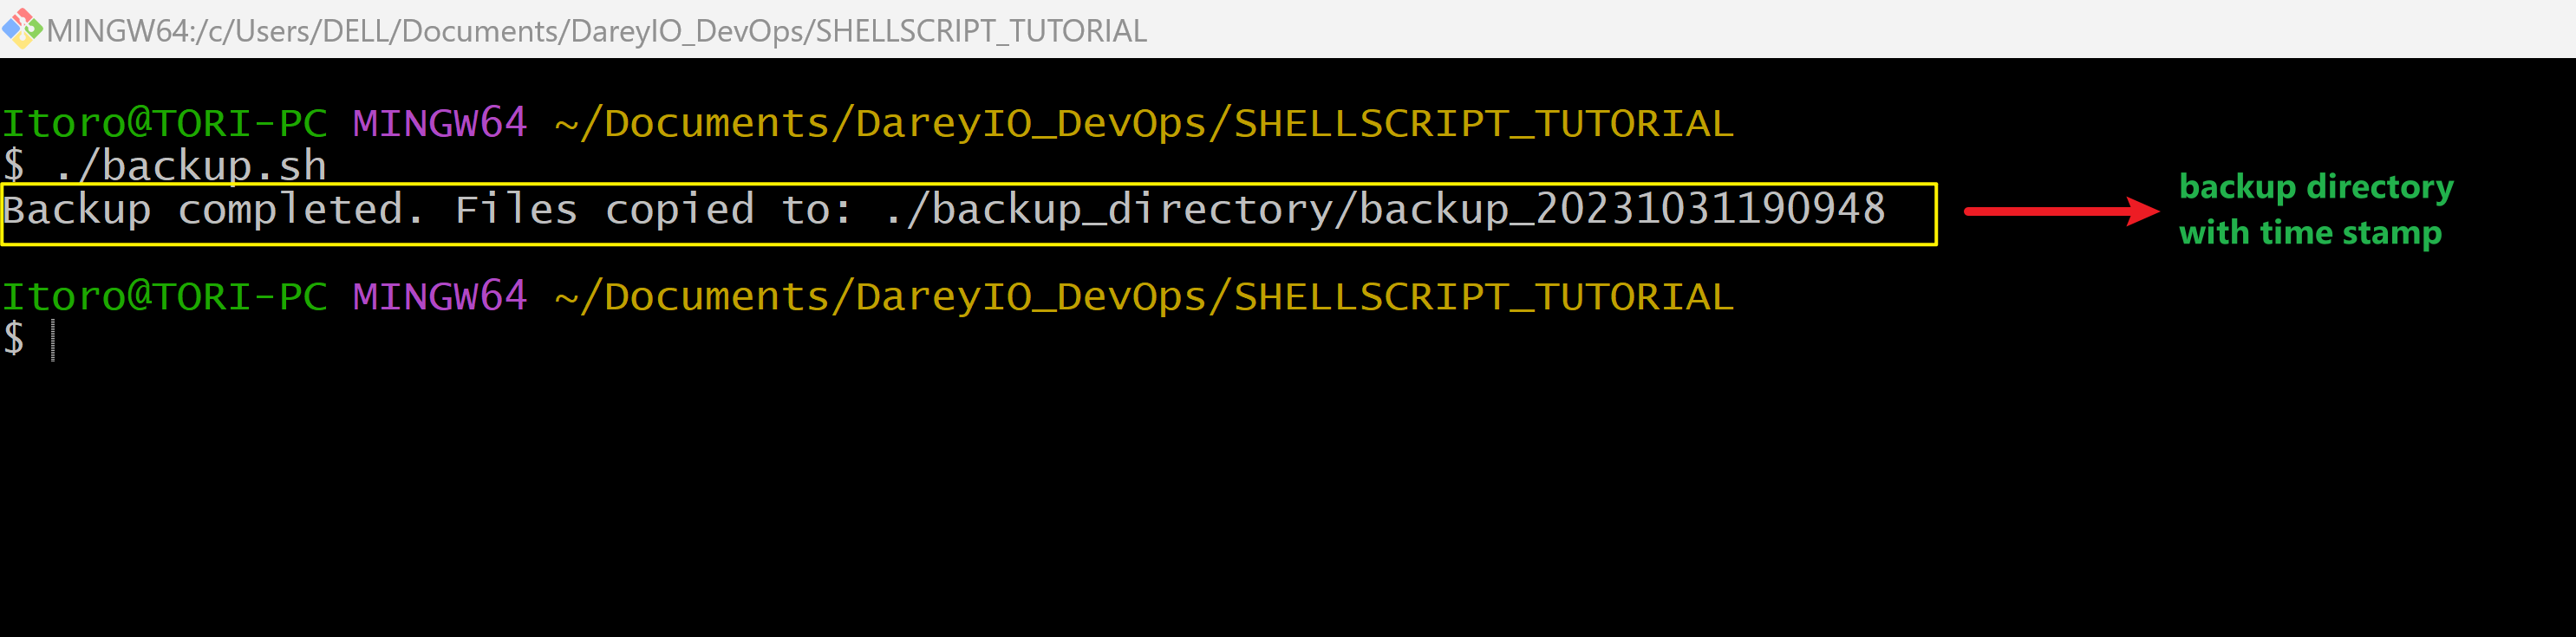 MINGW64:/c/Users/DELL/Documents/DareyIO_DevOps/SHELLSCRIPT_TUTORIAL
Itoro@TORI-PC MINGW64 ~/Documents/DareyIO_DevOps/SHELLSCRIPT_TUTORIAL
$ ./backup.sh
Backup completed. Files copied to: ./backup_directory/backup_20231031190948
backup directory
with time stamp
Itoro@TORI-PC MINGW64 ~/Documents/DareyIO_DevOps/SHELLSCRIPT_TUTORIAL
$